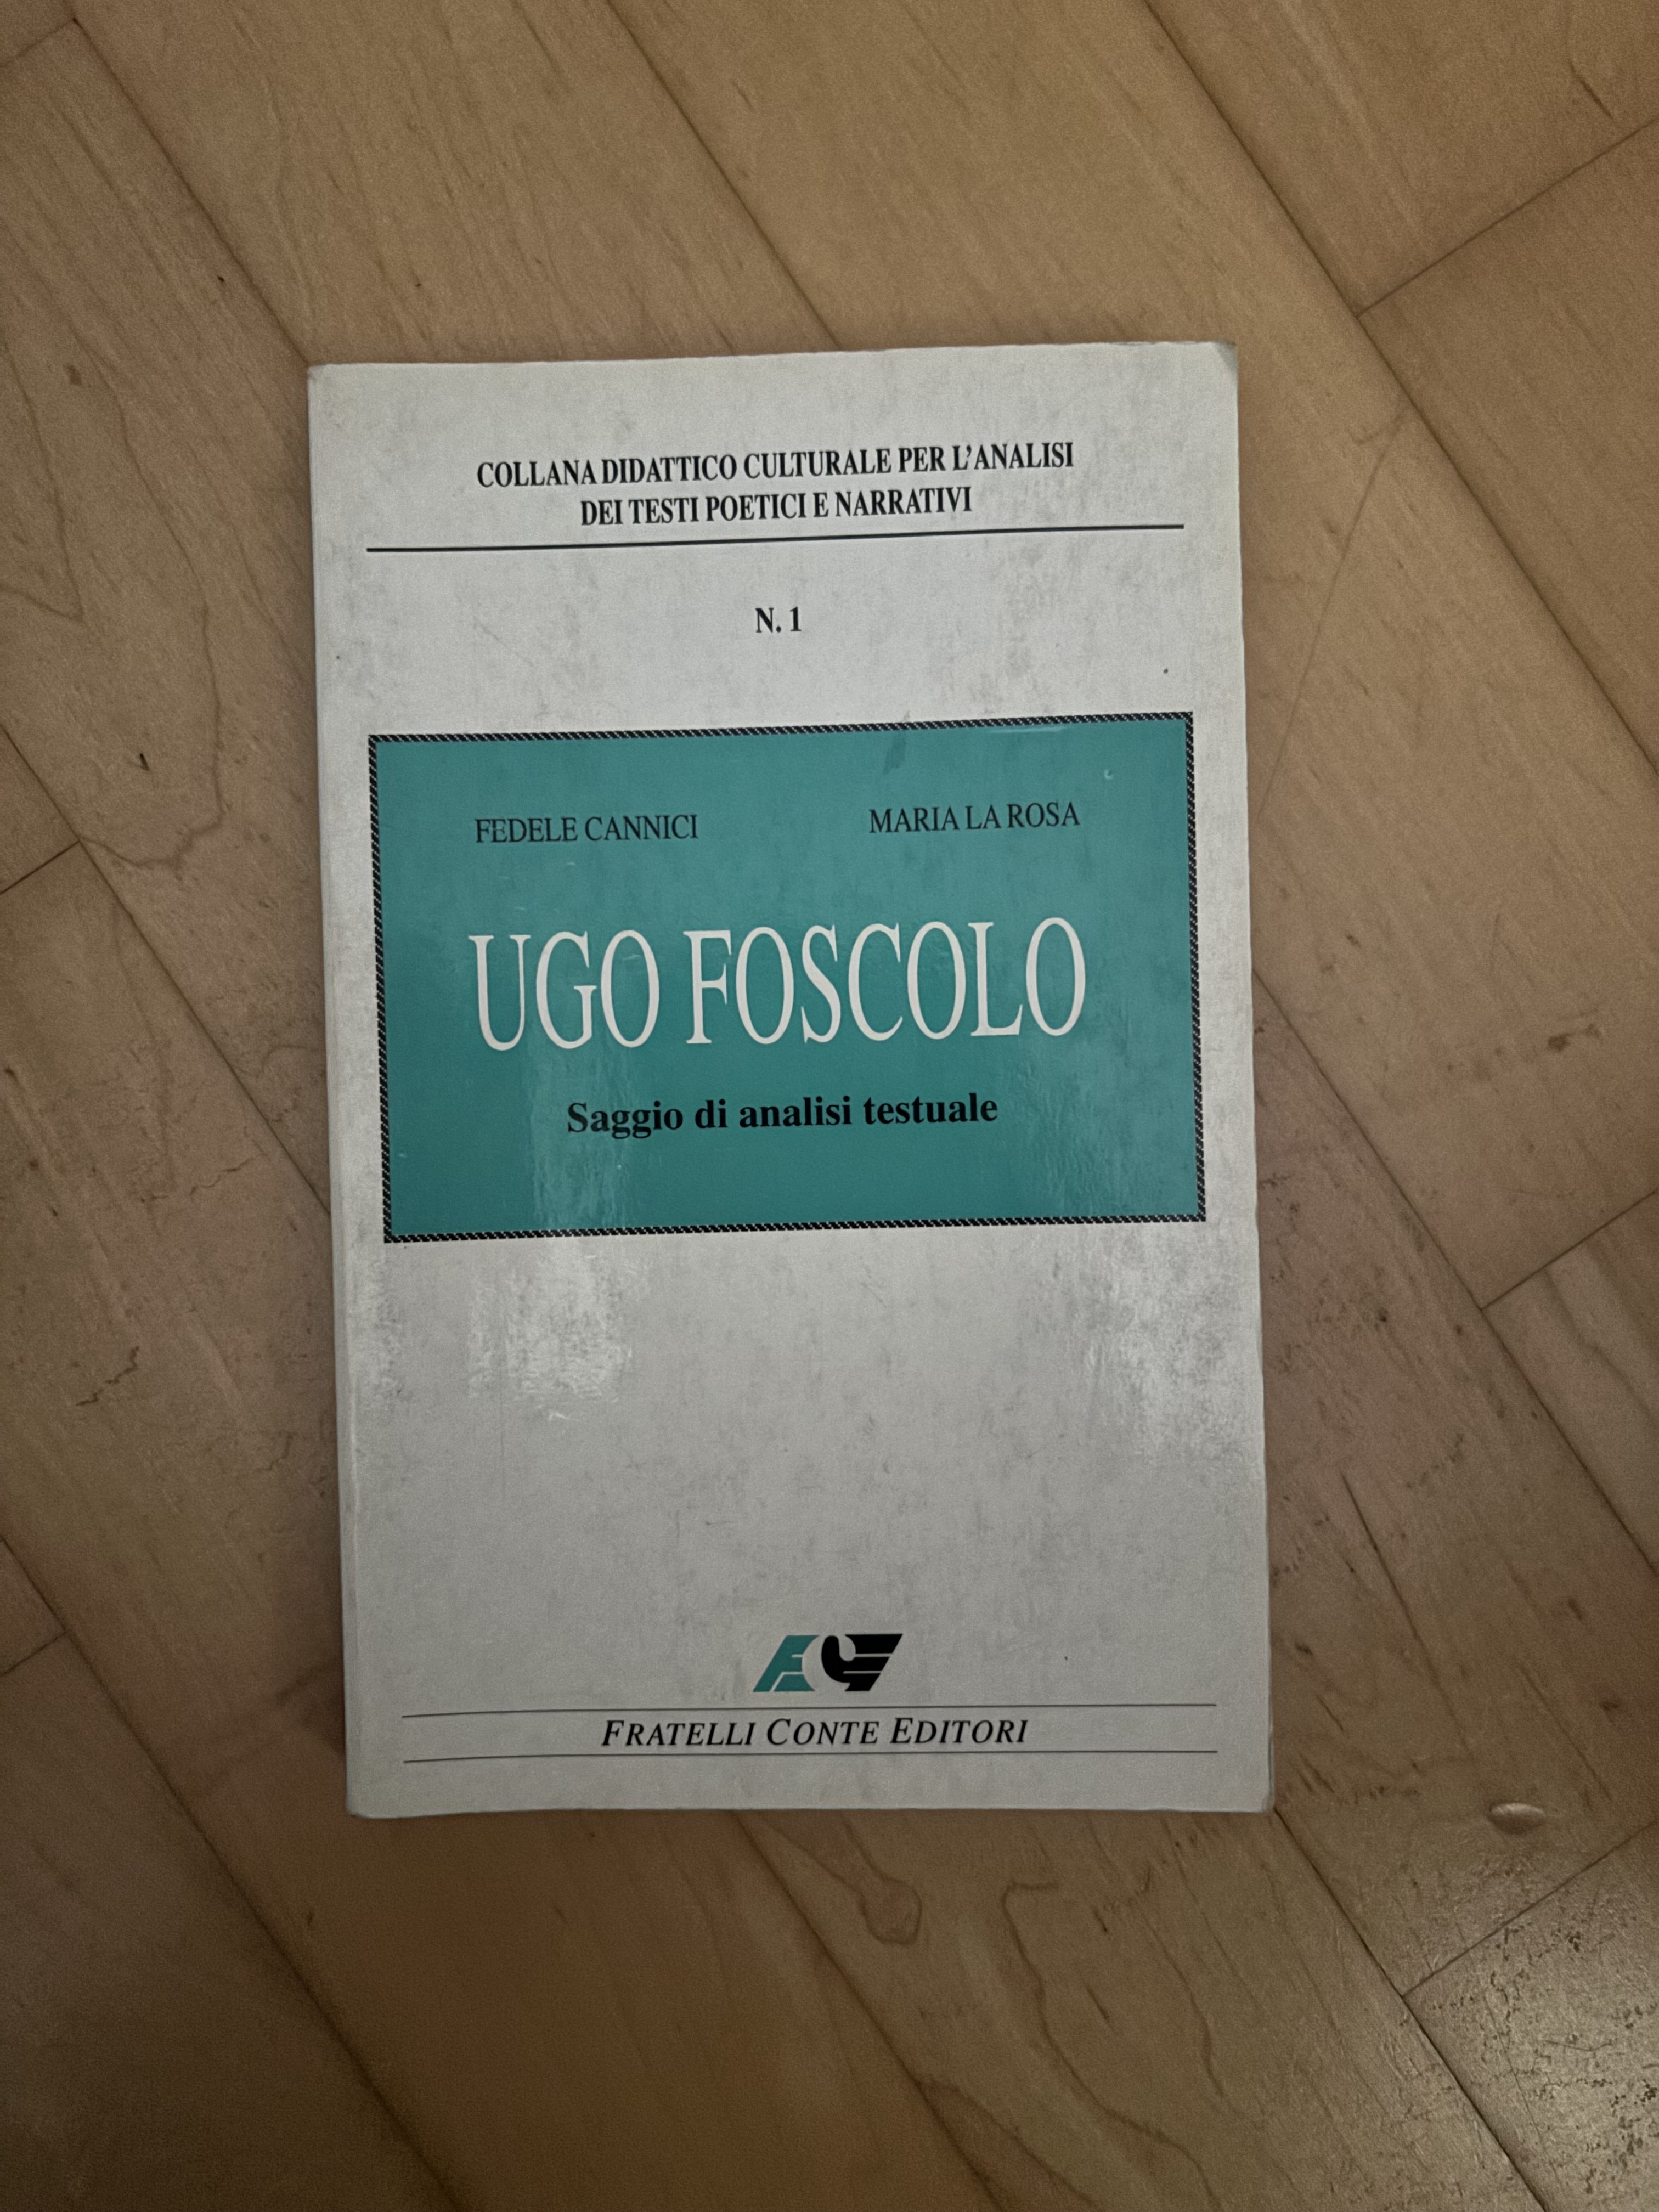 COLLANA DIDATTICO CULTURALE PER L'ANALISI
DEI TESTI POETICI E NARRATIVI
N. 1
FEDELE CANNICI MARIA LA ROSA
UGO FOSCOLO
Saggio di analisi testuale
FRATELLI CONTE EDITORI